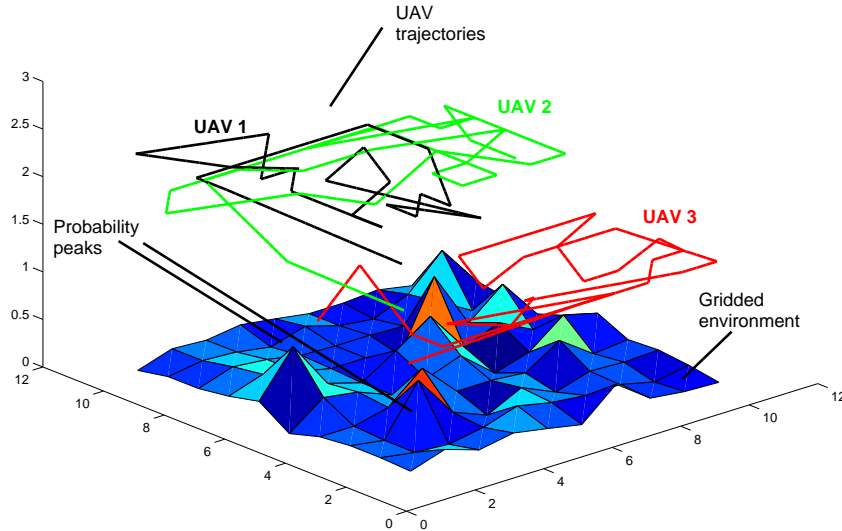 UAV
trajectories
UAV 1
UAV 2
UAV 3
Probability
peaks
Gridded
environment
3
2.5
2
1.5
1
0.5
0
12
10
8
6
4
2
0
0
2
4
6
8
10
12